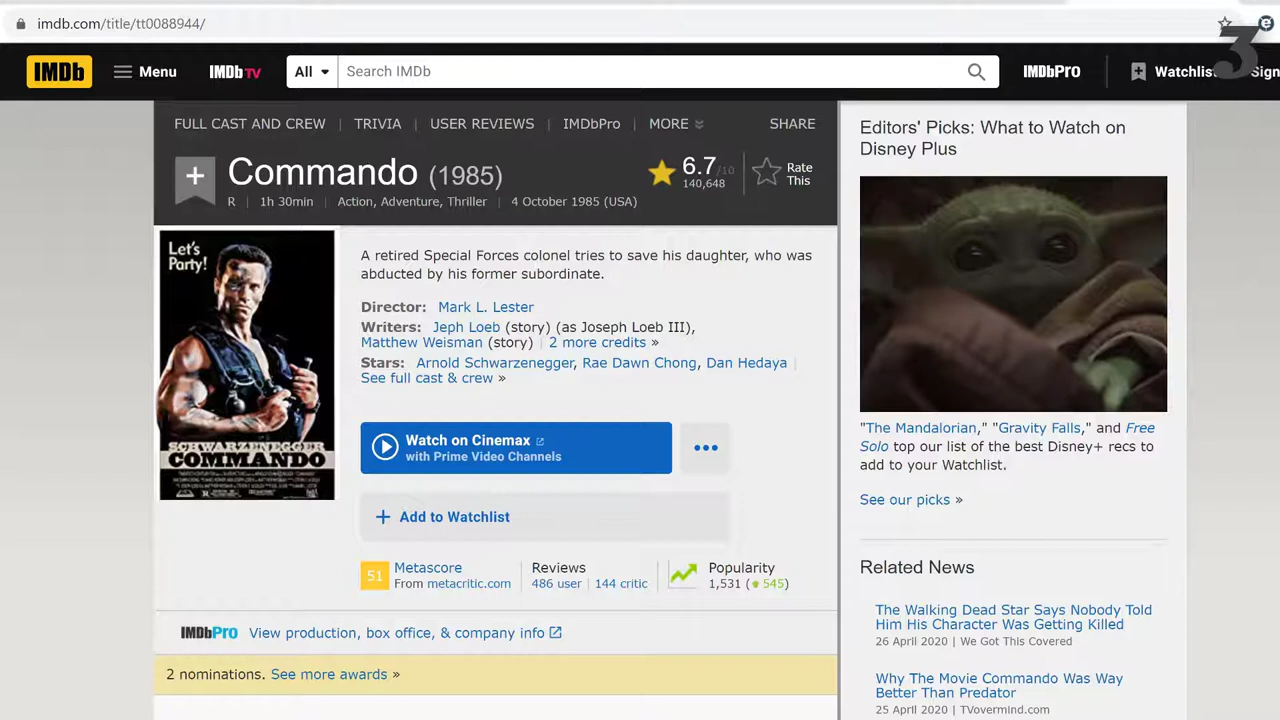 imdb.com/title/tt0088944/
3
IMDb
Menu
IMDbTV
All
Search IMDb
IMDbPro
Watchlist
Sign
FULL CAST AND CREW | TRIVIA | USER REVIEWS | IMDbPro | MORE
SHARE
+ Commando (1985)
6.7/10
140,648
Rate
This
R | 1h 30min | Action, Adventure, Thriller | 4 October 1985 (USA)
Let's
Party!
SCHWARZENEGGER
COMMANDO
A retired Special Forces colonel tries to save his daughter, who was
abducted by his former subordinate.
Director: Mark L. Lester
Writers: Jeph Loeb (story) (as Joseph Loeb III),
Matthew Weisman (story) | 2 more credits »
Stars: Arnold Schwarzenegger, Rae Dawn Chong, Dan Hedaya |
See full cast & crew »
Watch on Cinemax
with Prime Video Channels
+ Add to Watchlist
51
Metascore
From metacritic.com
Reviews
486 user | 144 critic
Popularity
1,531 (545)
IMDbPro View production, box office, & company info
2 nominations. See more awards »
Editors' Picks: What to Watch on
Disney Plus
"The Mandalorian," "Gravity Falls," and Free
Solo top our list of the best Disney+ recs to
add to your Watchlist.
See our picks »
Related News
The Walking Dead Star Says Nobody Told
Him His Character Was Getting Killed
26 April 2020 | We Got This Covered
Why The Movie Commando Was Way
Better Than Predator
25 April 2020 | TVovermind.com